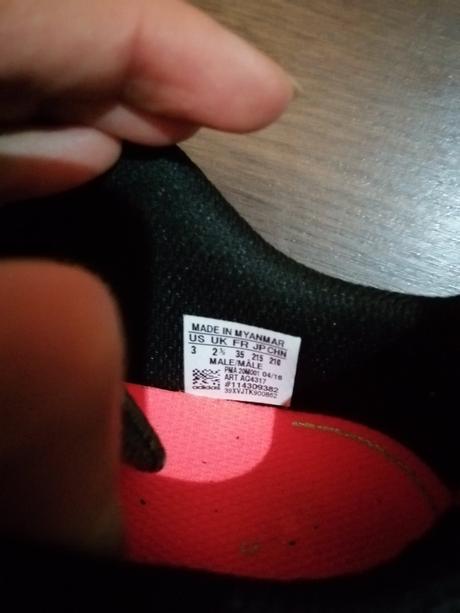 MADE IN MYANMAR
US UK FR JP CHN
3 2½ 35 215 210
MALE/MÂLE
PMA 20M001 04/16
ART AQ4317
#114309382
adidas 39XVJTK900862